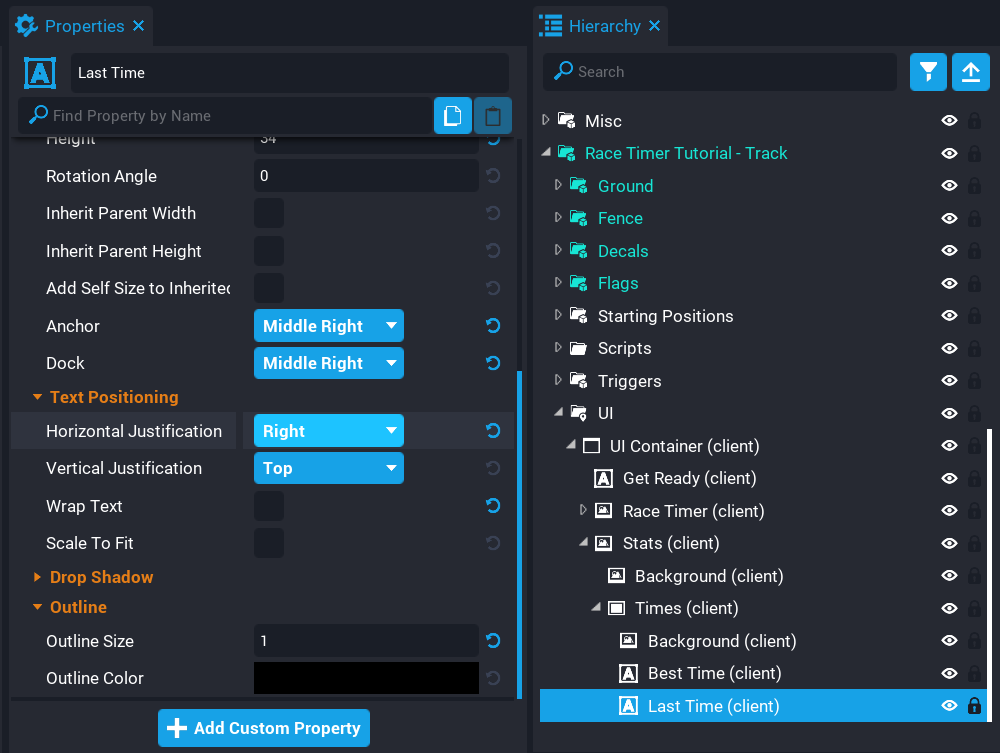 Properties
Last Time
Find Property by Name
Height 34
Rotation Angle 0
Inherit Parent Width
Inherit Parent Height
Add Self Size to Inherited
Anchor Middle Right
Dock Middle Right
Text Positioning
Horizontal Justification Right
Vertical Justification Top
Wrap Text
Scale To Fit
Drop Shadow
Outline
Outline Size 1
Outline Color
Add Custom Property
Hierarchy
Search
Misc
Race Timer Tutorial - Track
Ground
Fence
Decals
Flags
Starting Positions
Scripts
Triggers
UI
UI Container (client)
Get Ready (client)
Race Timer (client)
Stats (client)
Background (client)
Times (client)
Background (client)
Best Time (client)
Last Time (client)